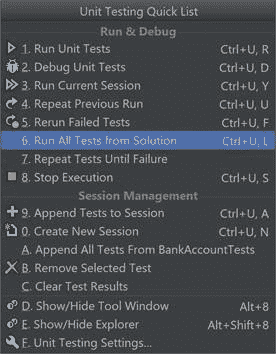 Unit Testing Quick List
Run & Debug
1. Run Unit Tests Ctrl+U, R
2. Debug Unit Tests Ctrl+U, D
3. Run Current Session Ctrl+U, Y
4. Repeat Previous Run Ctrl+U, U
5. Rerun Failed Tests Ctrl+U, F
6. Run All Tests from Solution Ctrl+U, L
7. Repeat Tests Until Failure
8. Stop Execution Ctrl+U, S
Session Management
9. Append Tests to Session Ctrl+U, A
0. Create New Session Ctrl+U, N
A. Append All Tests From BankAccountTests
B. Remove Selected Test
C. Clear Test Results
D. Show/Hide Tool Window Alt+8
E. Show/Hide Explorer Alt+Shift+8
F. Unit Testing Settings...